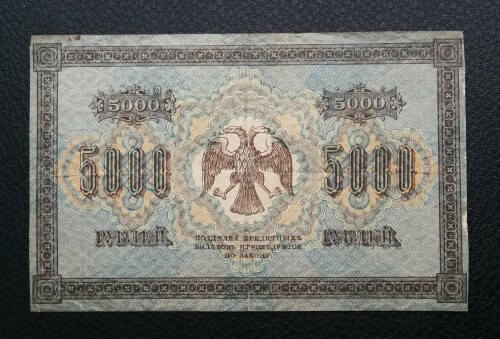 5000 5000
5000 5000
РУБЛЕЙ. РУБЛЕЙ.
ПОДДѢЛКА КРЕДИТНЫХЪ
БИЛЕТОВЪ ПРЕСЛѢДУЕТСЯ
ПО ЗАКОНУ.